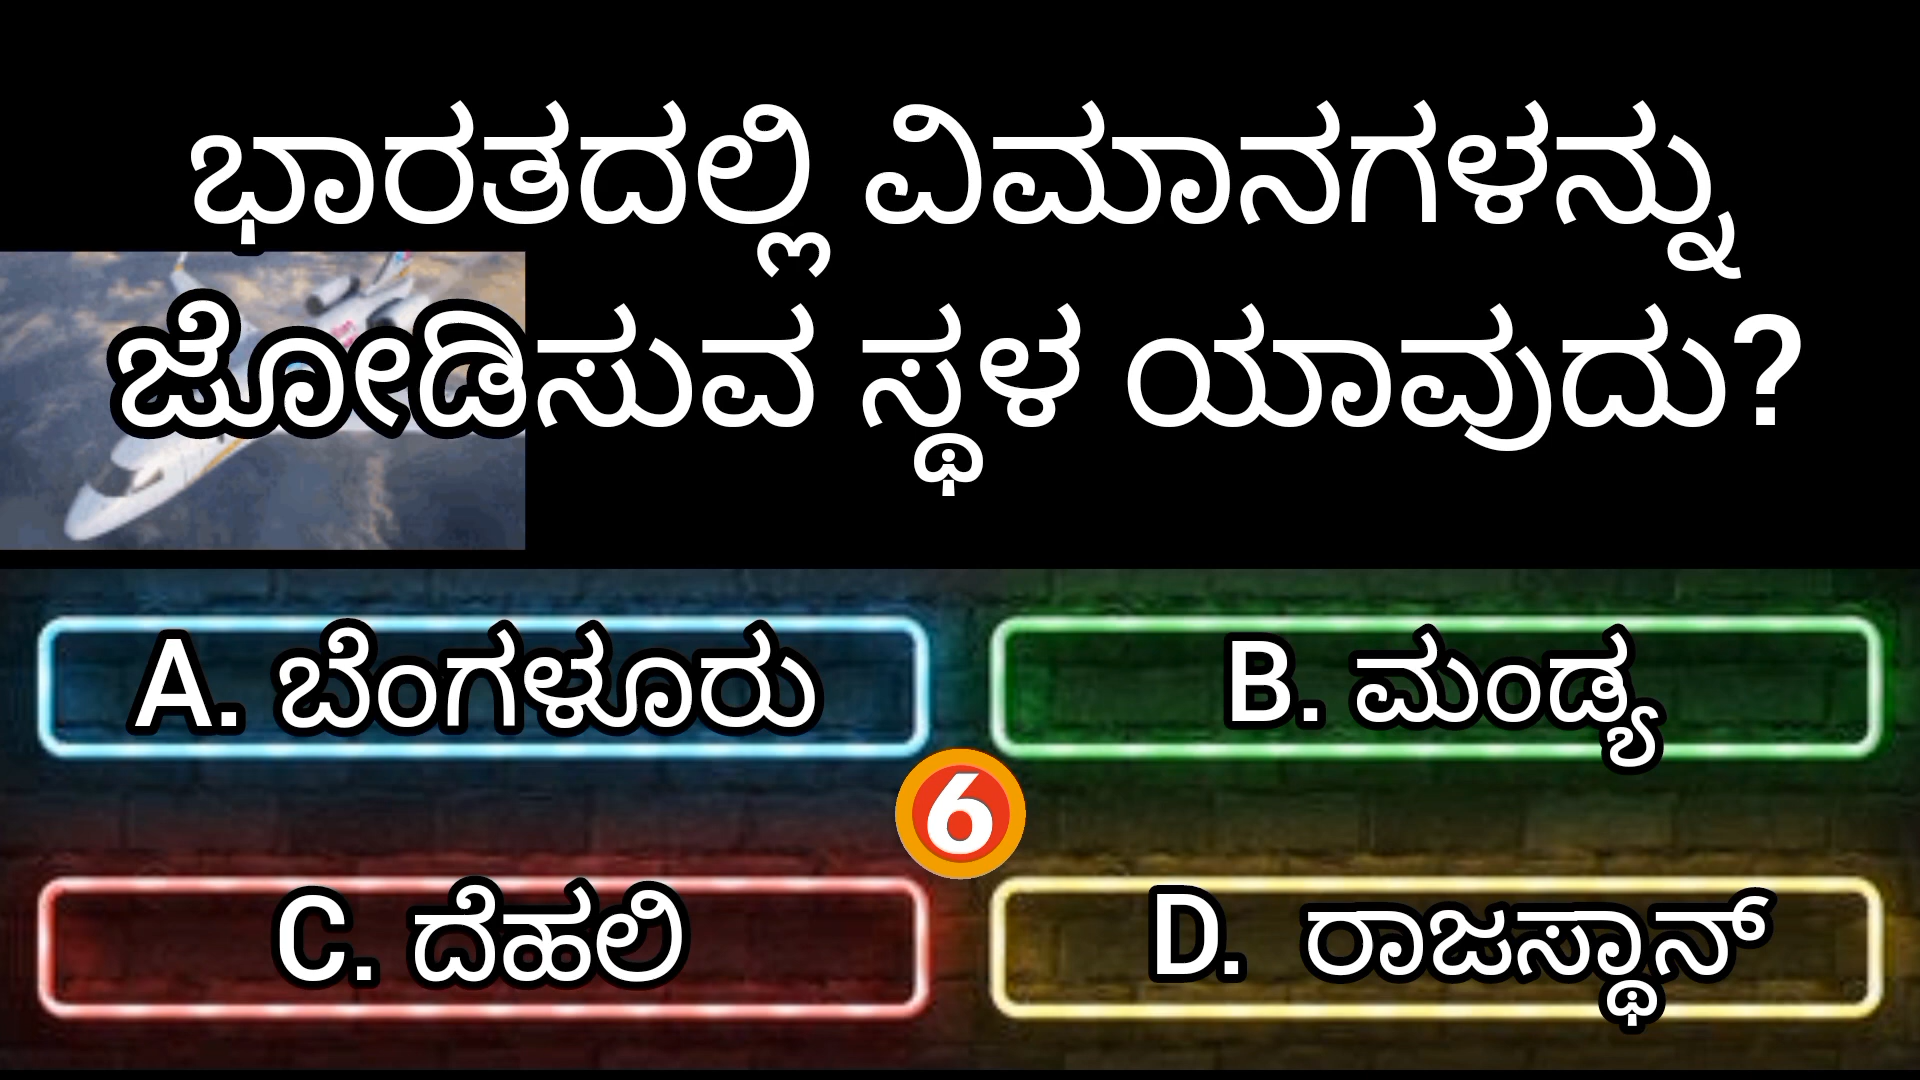 ಭಾರತದಲ್ಲಿ ವಿಮಾನಗಳನ್ನು
ಜೋಡಿಸುವ ಸ್ಥಳ ಯಾವುದು?
A. ಬೆಂಗಳೂರು
B. ಮಂಡ್ಯ
6
C. ದೆಹಲಿ
D. ರಾಜಸ್ಥಾನ್